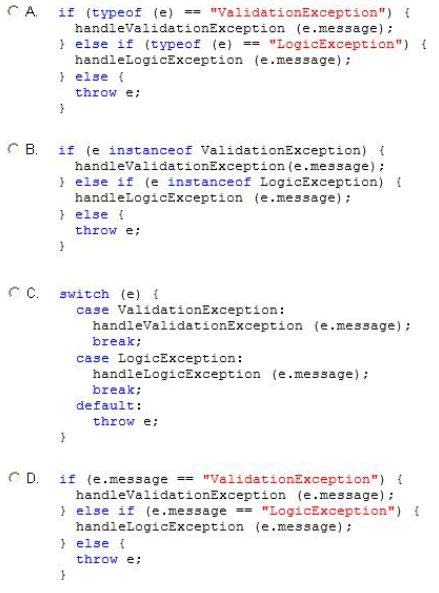 A. if (typeof (e) == "ValidationException") {
handleValidationException (e.message);
} else if (typeof (e) == "LogicException") {
handleLogicException (e.message);
} else {
throw e;
}
B. if (e instanceof ValidationException) {
handleValidationException(e.message);
} else if (e instanceof LogicException) {
handleLogicException (e.message);
} else {
throw e;
}
C. switch (e) {
case ValidationException:
handleValidationException (e.message);
break;
case LogicException:
handleLogicException (e.message);
break;
default:
throw e;
}
D. if (e.message == "ValidationException") {
handleValidationException (e.message);
} else if (e.message == "LogicException") {
handleLogicException (e.message);
} else {
throw e;
}